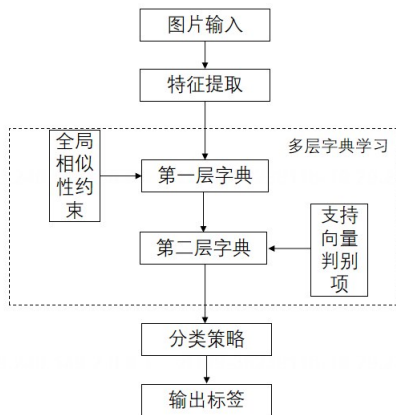 图片输入
特征提取
多层字典学习
全局
相似
性约
束
第一层字典
第二层字典
支持
向量
判别
项
分类策略
输出标签